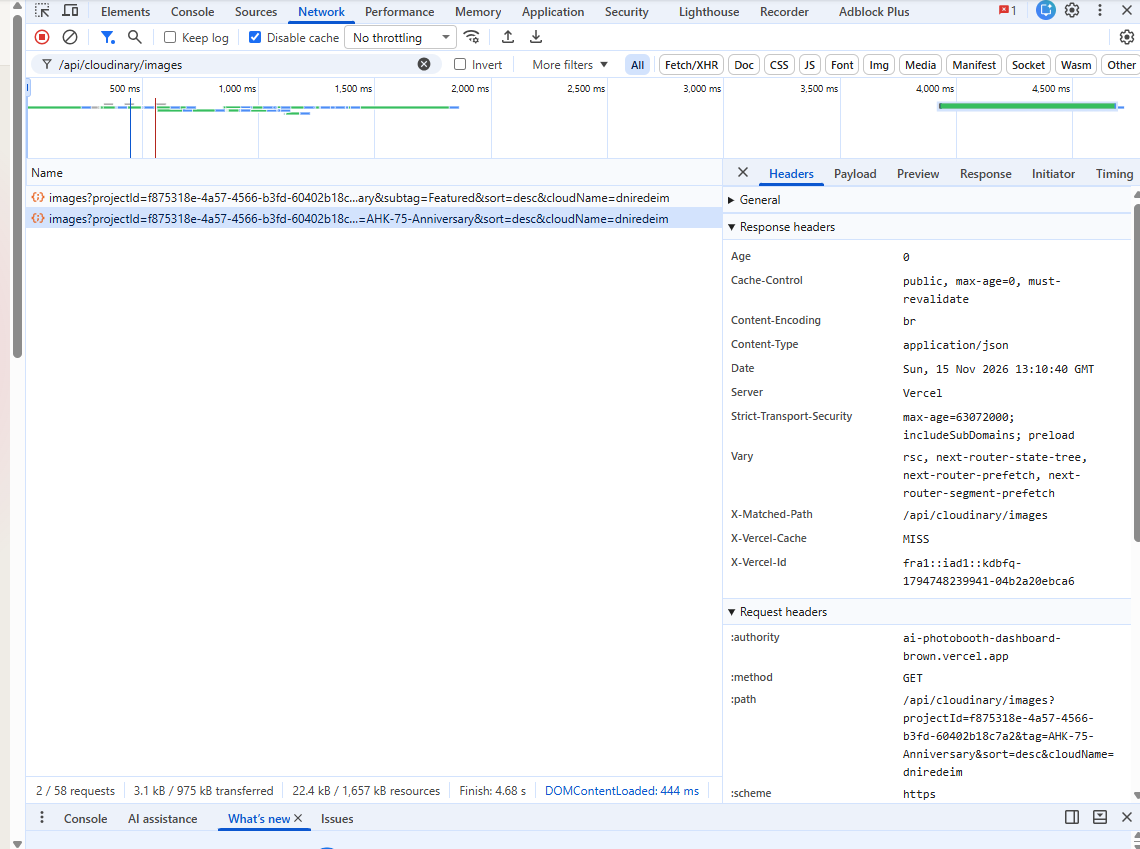 Elements Console Sources Network Performance Memory Application Security Lighthouse Recorder Adblock Plus 1
Keep log Disable cache No throttling
/api/cloudinary/images Invert More filters All Fetch/XHR Doc CSS JS Font Img Media Manifest Socket Wasm Other
500 ms 1,000 ms 1,500 ms 2,000 ms 2,500 ms 3,000 ms 3,500 ms 4,000 ms 4,500 ms
Name
images?projectId=f875318e-4a57-4566-b3fd-60402b18c...ary&subtag=Featured&sort=desc&cloudName=dniredeim
images?projectId=f875318e-4a57-4566-b3fd-60402b18c...=AHK-75-Anniversary&sort=desc&cloudName=dniredeim
Headers Payload Preview Response Initiator Timing
General
Response headers
Age 0
Cache-Control public, max-age=0, must-
revalidate
Content-Encoding br
Content-Type application/json
Date Sun, 15 Nov 2026 13:10:40 GMT
Server Vercel
Strict-Transport-Security max-age=63072000;
includeSubDomains; preload
Vary rsc, next-router-state-tree,
next-router-prefetch, next-
router-segment-prefetch
X-Matched-Path /api/cloudinary/images
X-Vercel-Cache MISS
X-Vercel-Id fra1::iad1::kdbfq-
1794748239941-04b2a20ebca6
Request headers
:authority ai-photobooth-dashboard-
brown.vercel.app
:method GET
:path /api/cloudinary/images?
projectId=f875318e-4a57-4566-
b3fd-60402b18c7a2&tag=AHK-75-
Anniversary&sort=desc&cloudName=
dniredeim
:scheme https
2 / 58 requests 3.1 kB / 975 kB transferred 22.4 kB / 1,657 kB resources Finish: 4.68 s DOMContentLoaded: 444 ms
Console AI assistance What's new Issues